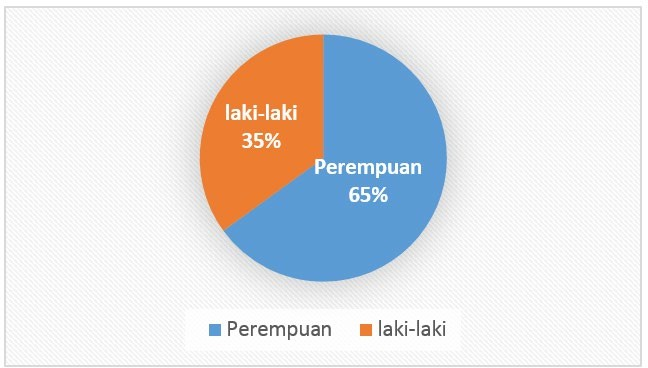 laki-laki
35%
Perempuan
65%
Perempuan laki-laki